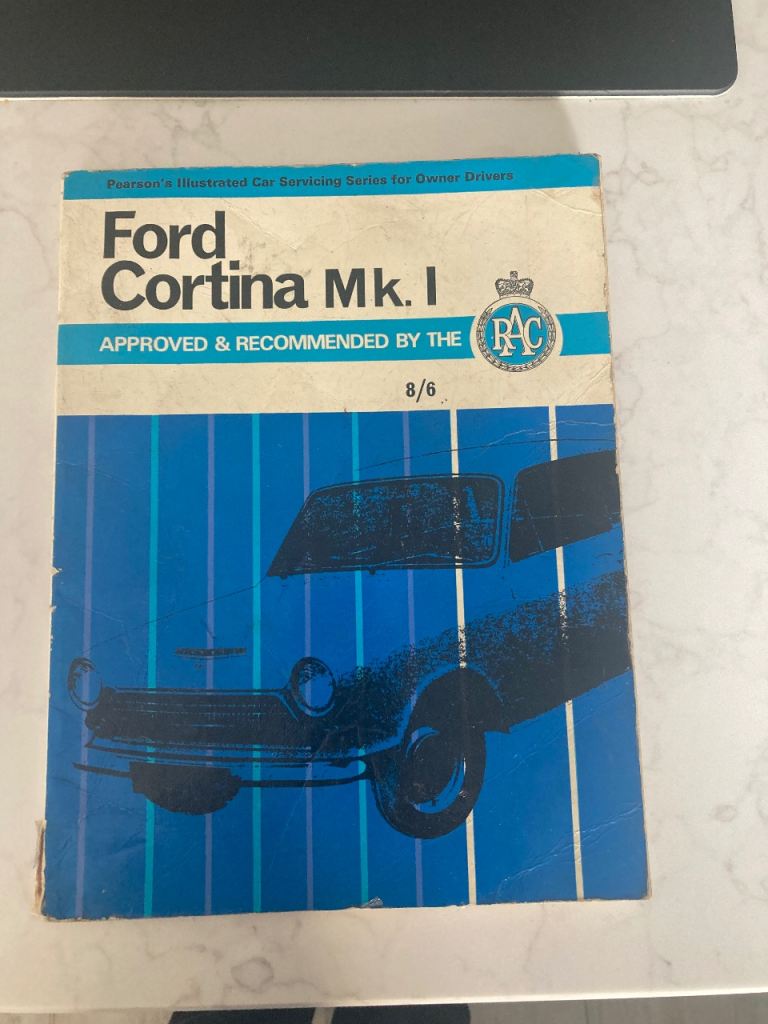 Pearson's Illustrated Car Servicing Series for Owner Drivers
Ford
Cortina Mk. I
APPROVED & RECOMMENDED BY THE
RAC
8/6